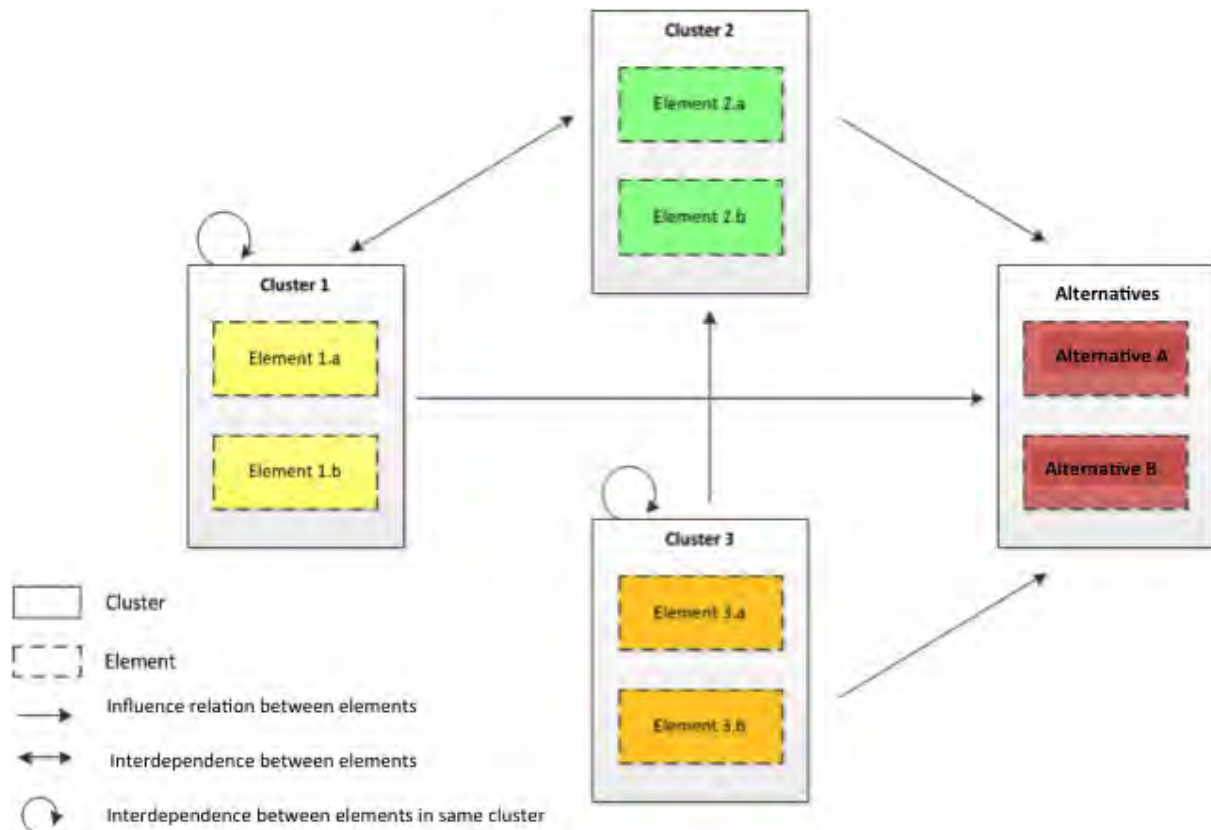 Cluster 2
Element 2.a
Element 2.b
Cluster 1
Element 1.a
Element 1.b
Alternatives
Alternative A
Alternative B
Cluster 3
Element 3.a
Element 3.b
Cluster
Element
Influence relation between elements
Interdependence between elements
Interdependence between elements in same cluster